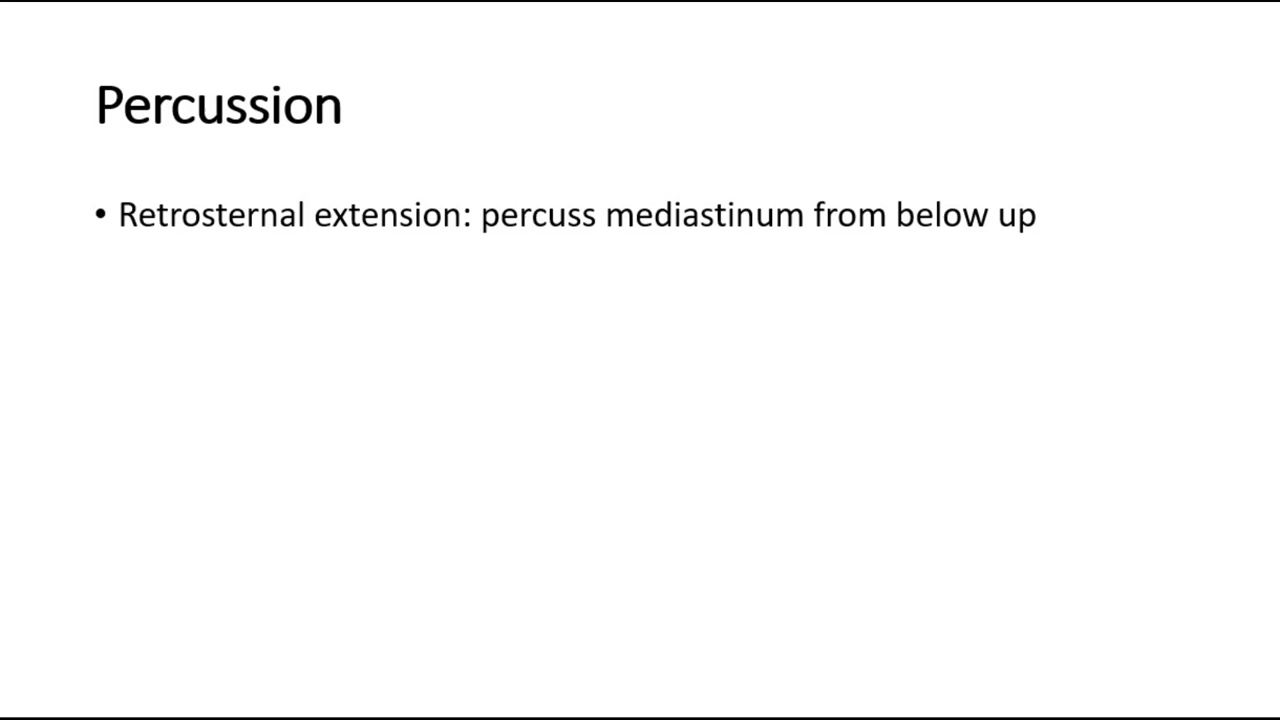 Percussion
• Retrosternal extension: percuss mediastinum from below up